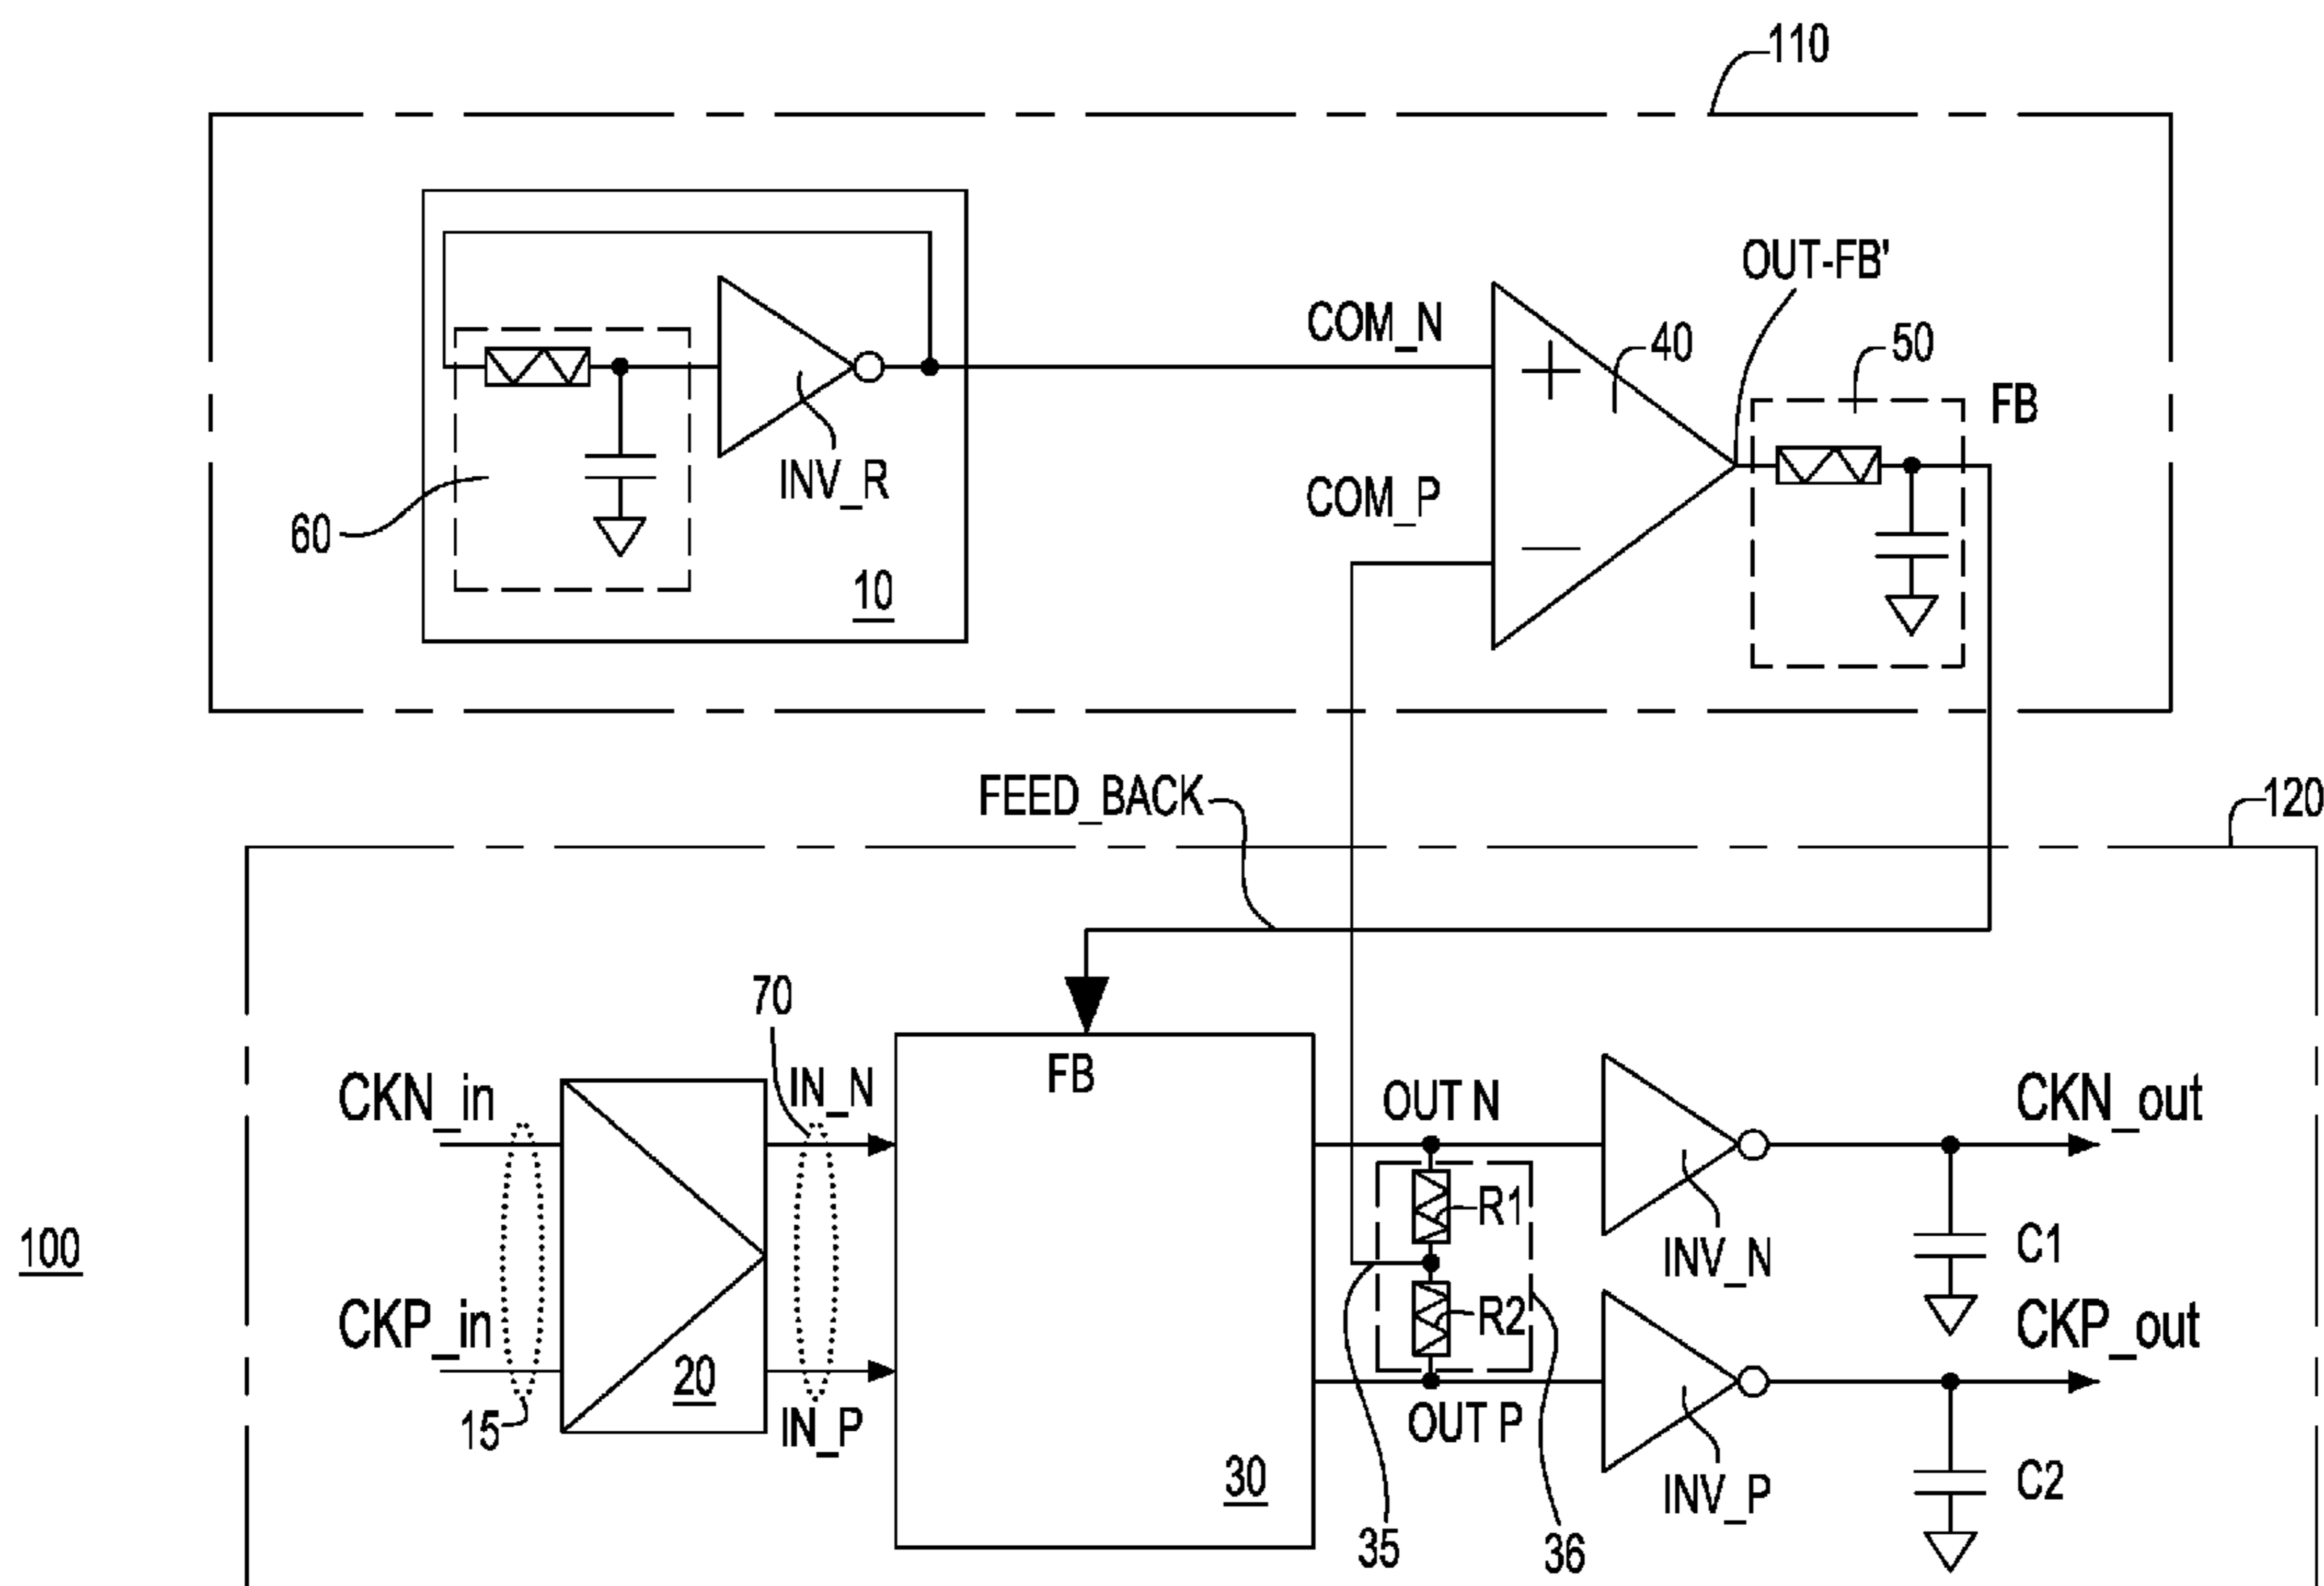 110
OUT-FB'
COM_N
40
50
FB
INV_R
COM_P
60
10
FEED_BACK
120
70
CKN_in
IN_N
FB
OUT N
CKN_out
R1
100
INV_N
C1
CKP_in
R2
CKP_out
20
15
IN_P
OUT P
30
INV_P
C2
35
36